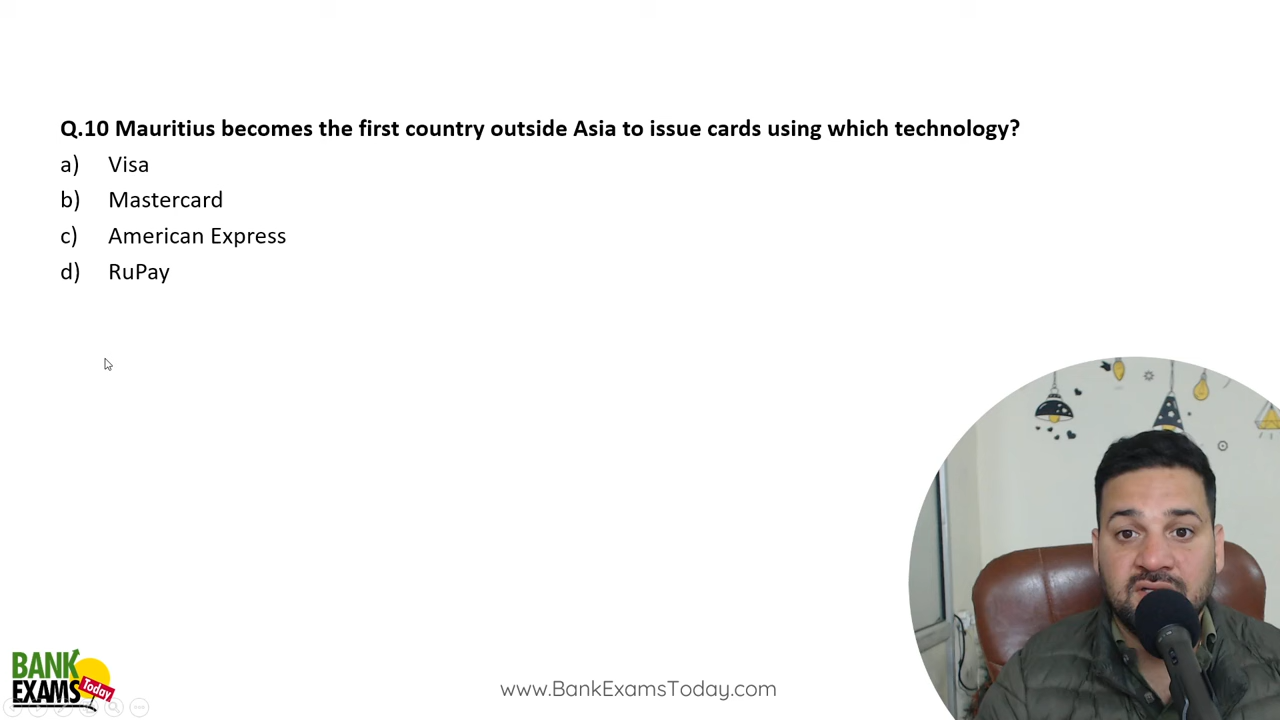 Q.10 Mauritius becomes the first country outside Asia to issue cards using which technology?
a) Visa
b) Mastercard
c) American Express
d) RuPay
BANK
EXAMS Today
www.BankExamsToday.com